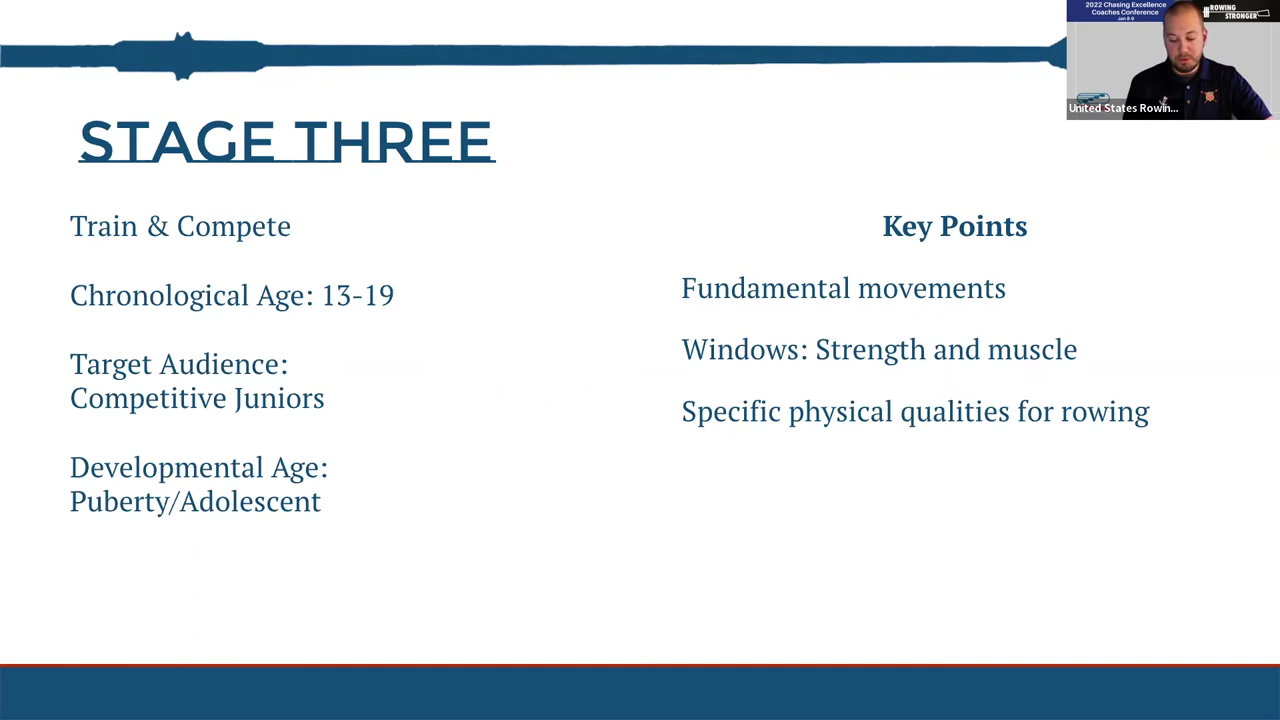 2022 Chasing Excellence
Coaches Conference
Jan 8-9
ROWING
STRONGER
United States Rowin...
STAGE THREE
Train & Compete
Chronological Age: 13-19
Target Audience:
Competitive Juniors
Developmental Age:
Puberty/Adolescent
Key Points
Fundamental movements
Windows: Strength and muscle
Specific physical qualities for rowing